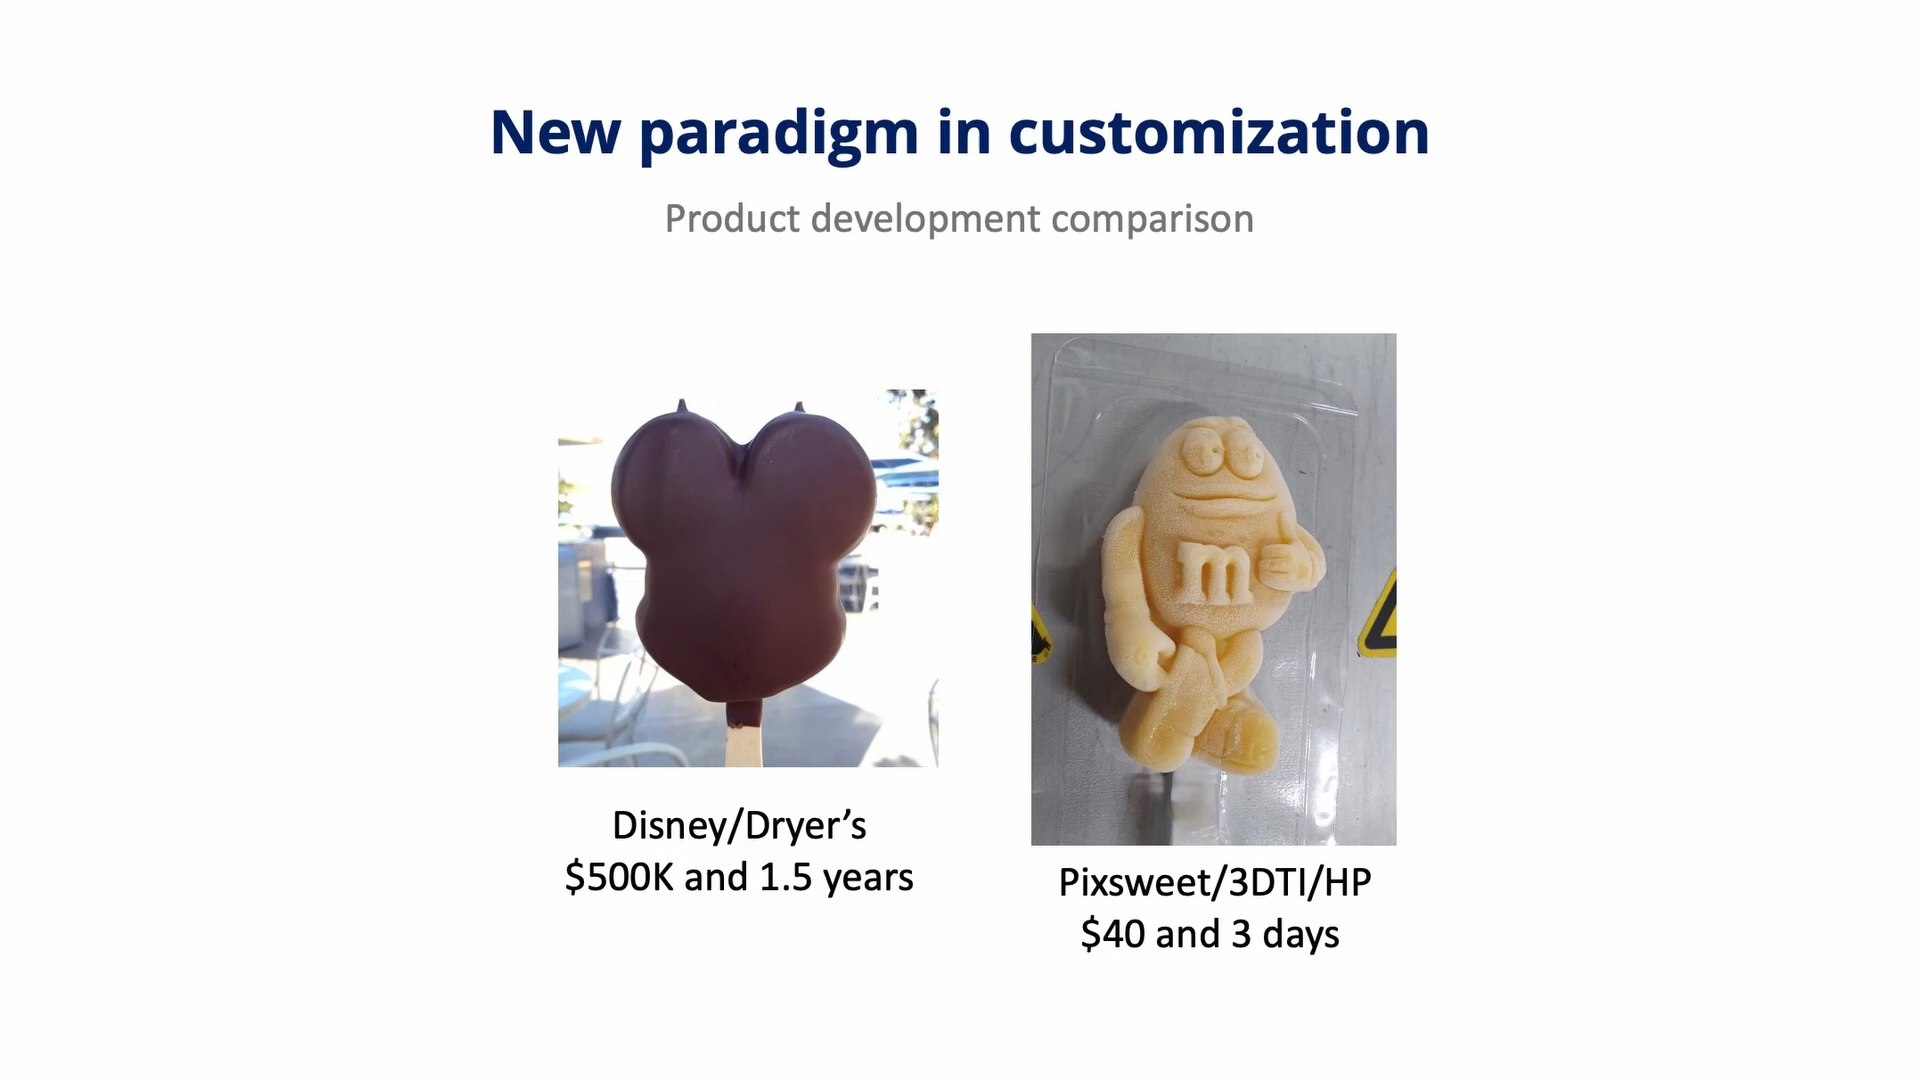 New paradigm in customization
Product development comparison
m
Disney/Dryer’s
$500K and 1.5 years
Pixsweet/3DTI/HP
$40 and 3 days